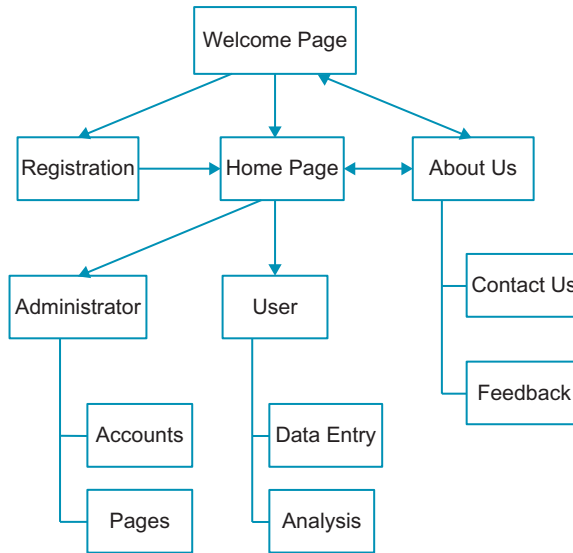 Welcome Page
Registration
Home Page
About Us
Administrator
User
Contact Us
Feedback
Accounts
Data Entry
Pages
Analysis